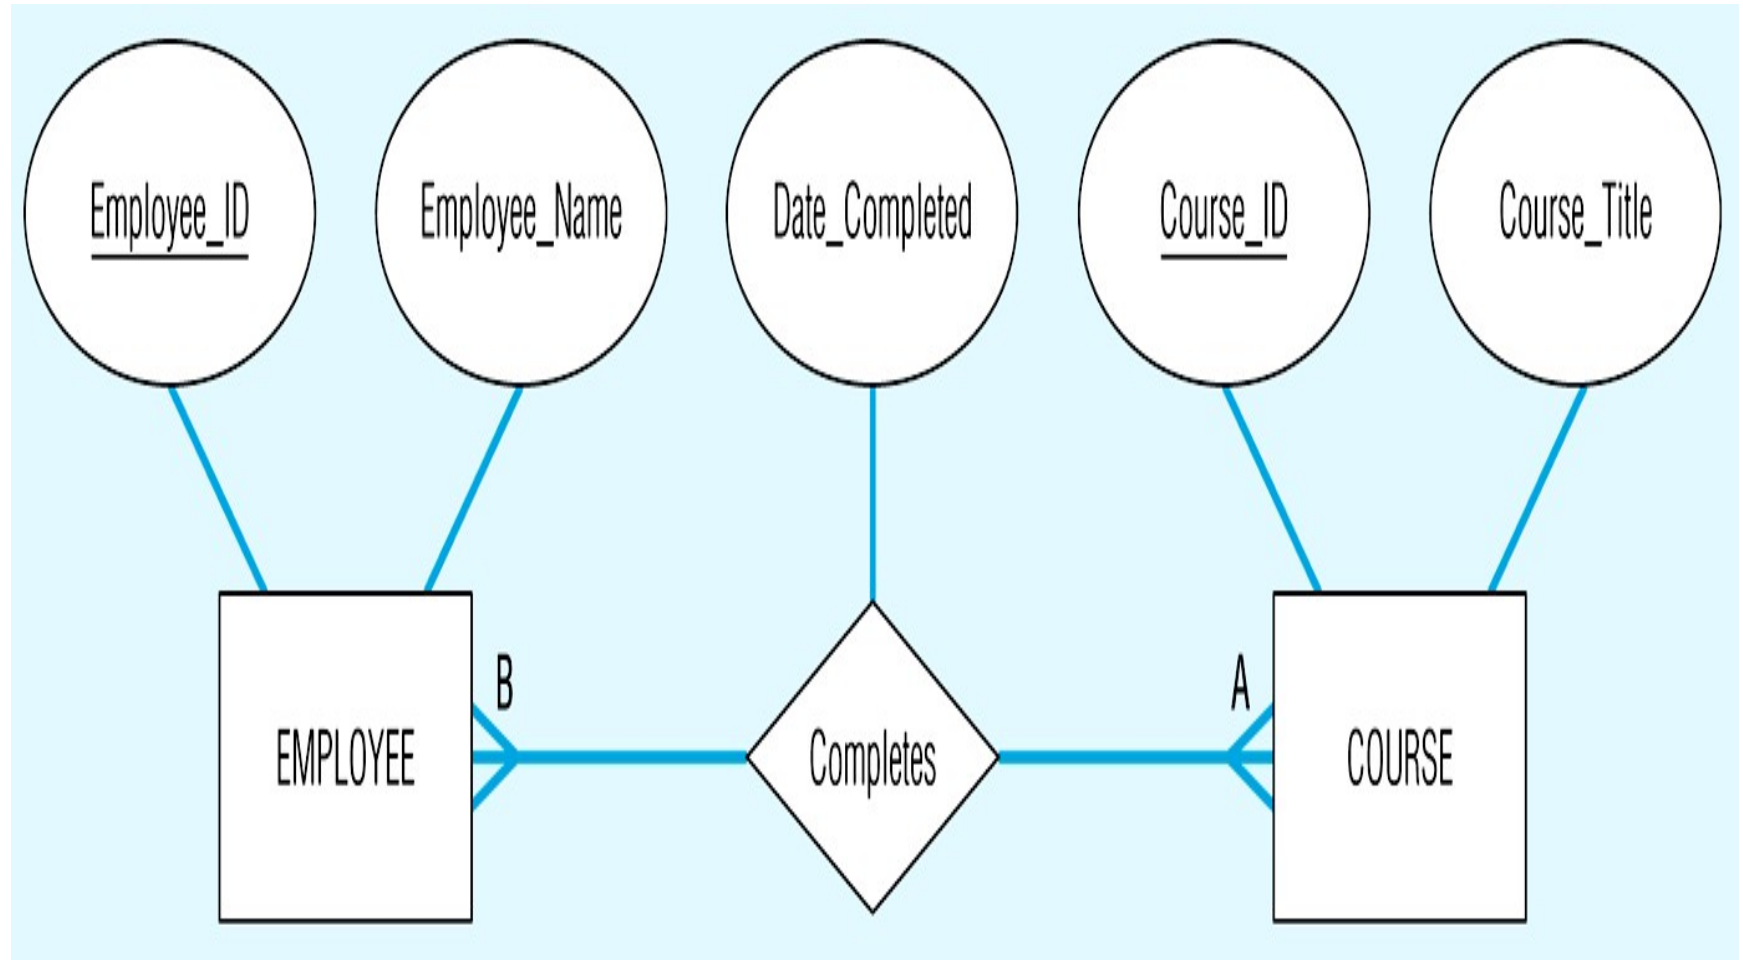 Employee_ID
Employee_Name
Date_Completed
Course_ID
Course_Title
B
A
EMPLOYEE
Completes
COURSE